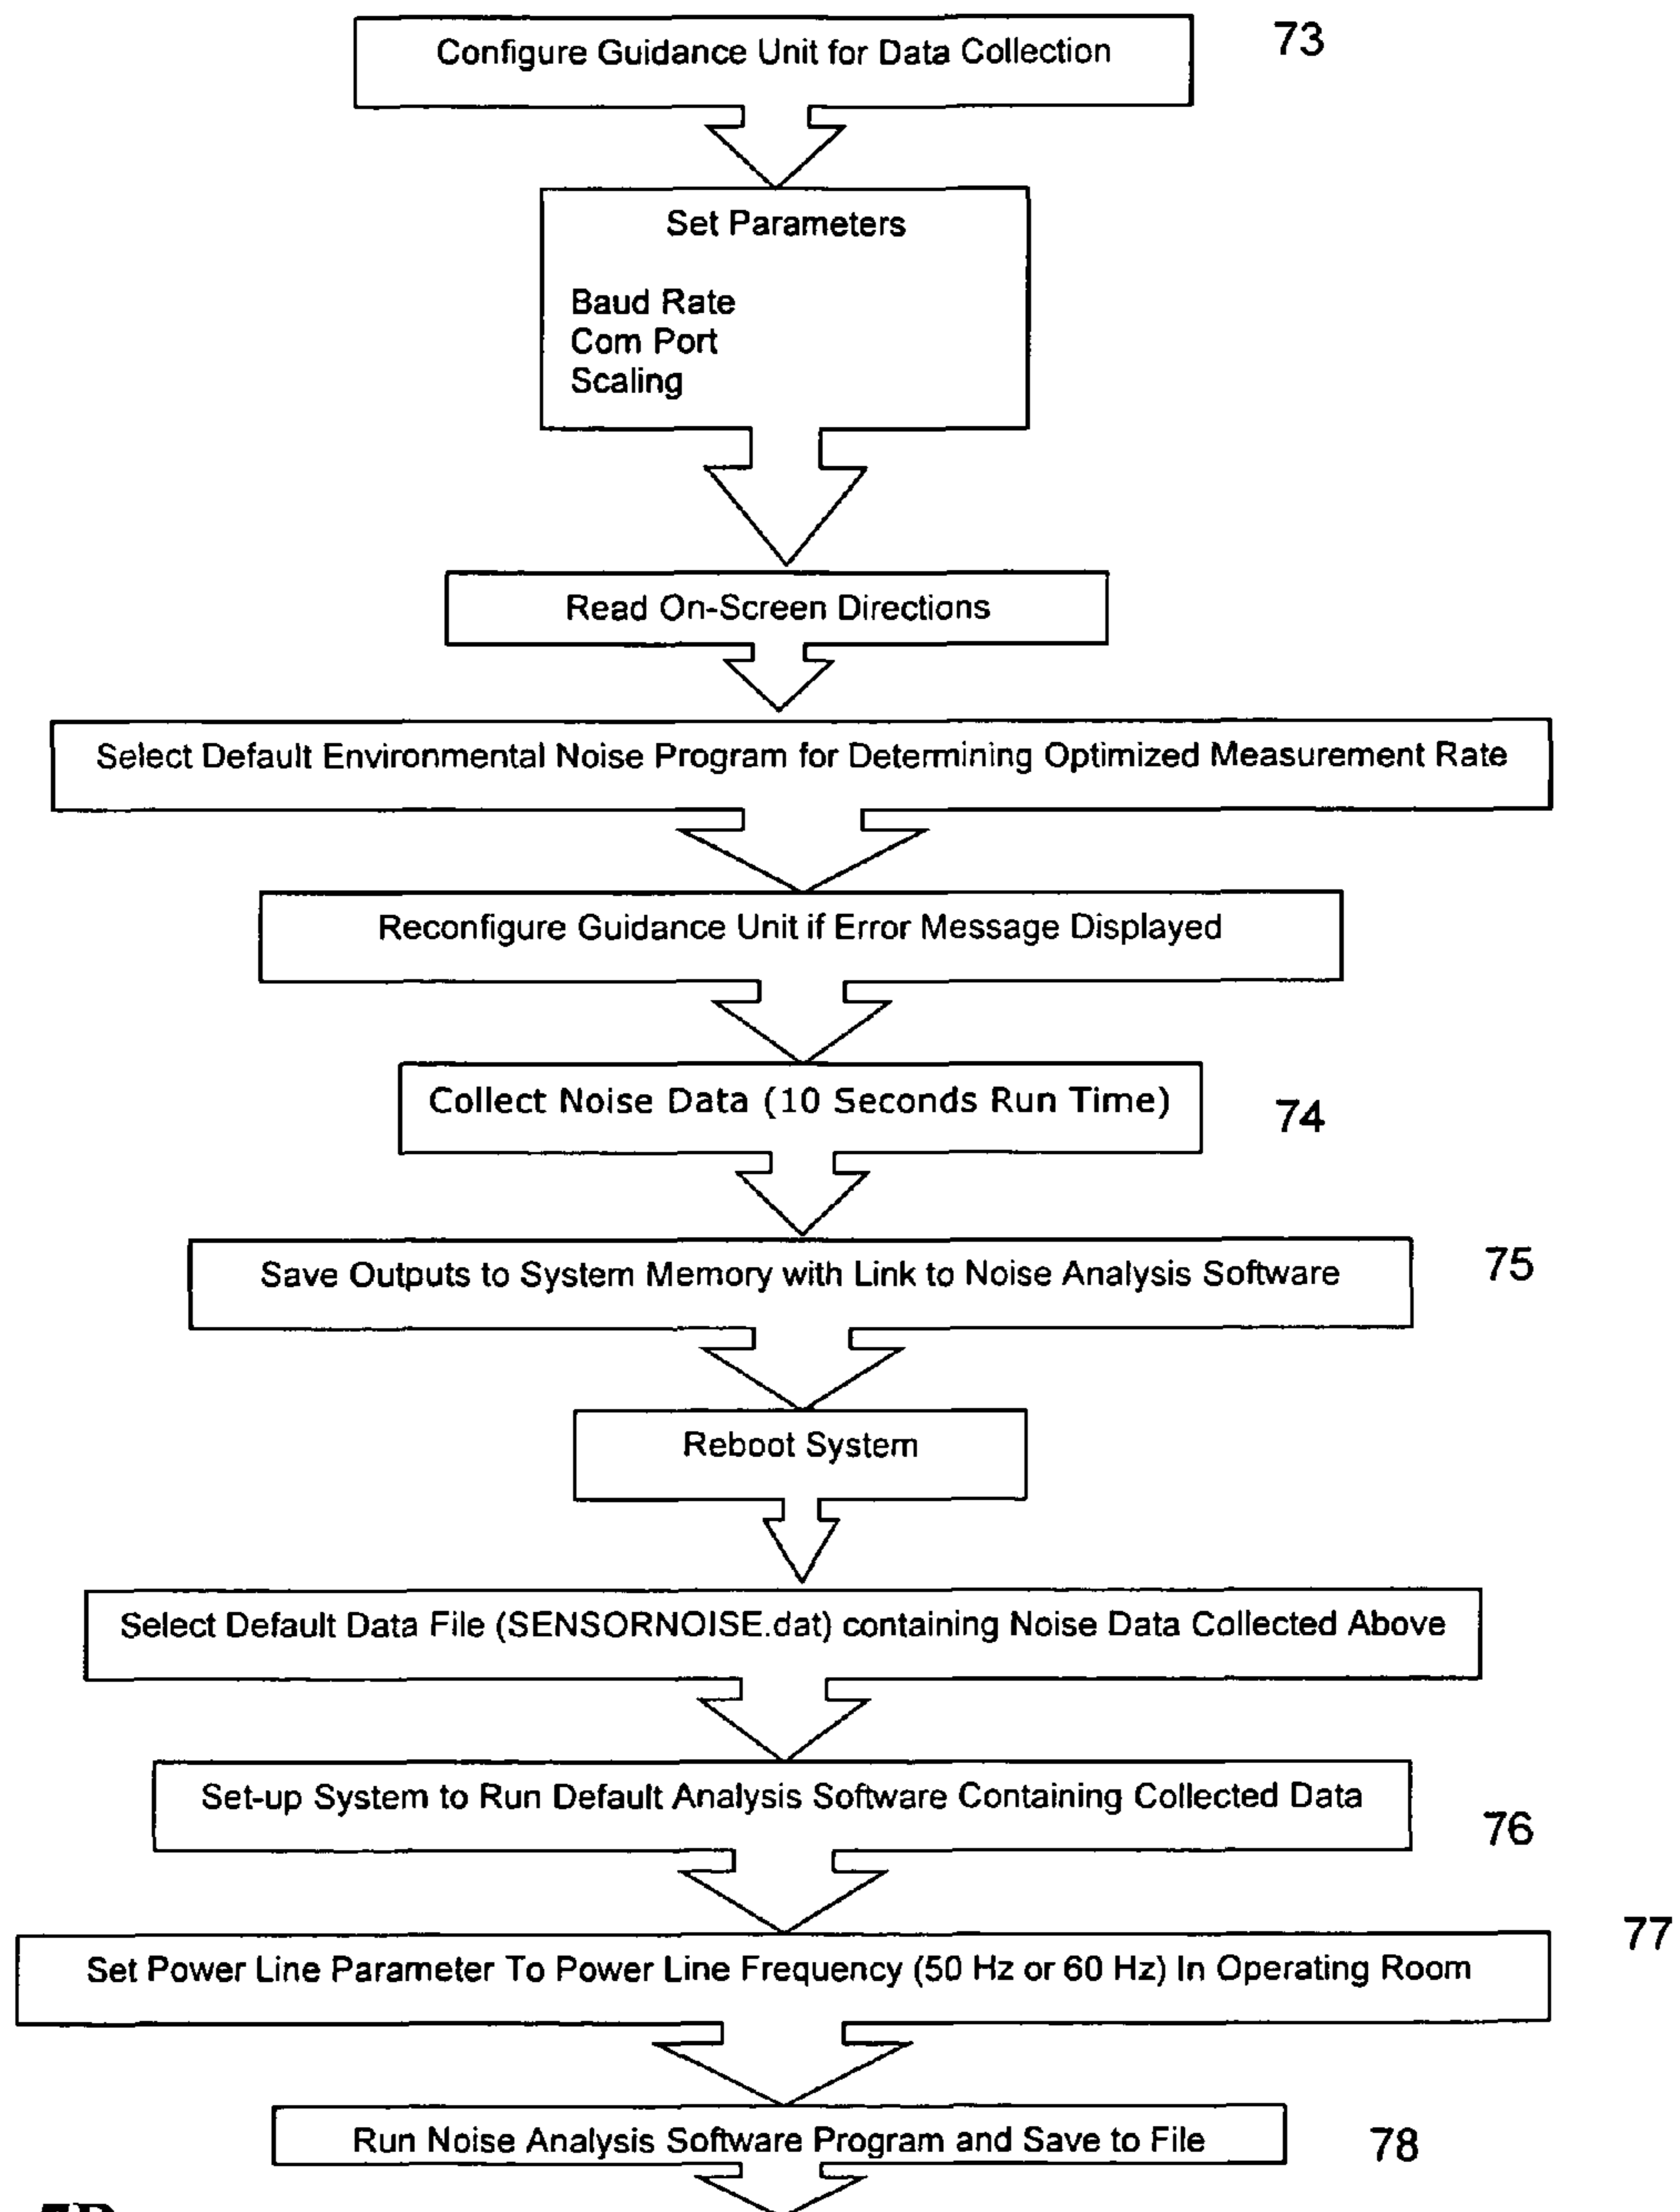 Configure Guidance Unit for Data Collection
73
Set Parameters
Baud Rate
Com Port
Scaling
Read On-Screen Directions
Select Default Environmental Noise Program for Determining Optimized Measurement Rate
Reconfigure Guidance Unit if Error Message Displayed
Collect Noise Data (10 Seconds Run Time)
74
Save Outputs to System Memory with Link to Noise Analysis Software
75
Reboot System
Select Default Data File (SENSORNOISE.dat) containing Noise Data Collected Above
Set-up System to Run Default Analysis Software Containing Collected Data
76
Set Power Line Parameter To Power Line Frequency (50 Hz or 60 Hz) In Operating Room
77
Run Noise Analysis Software Program and Save to File
78